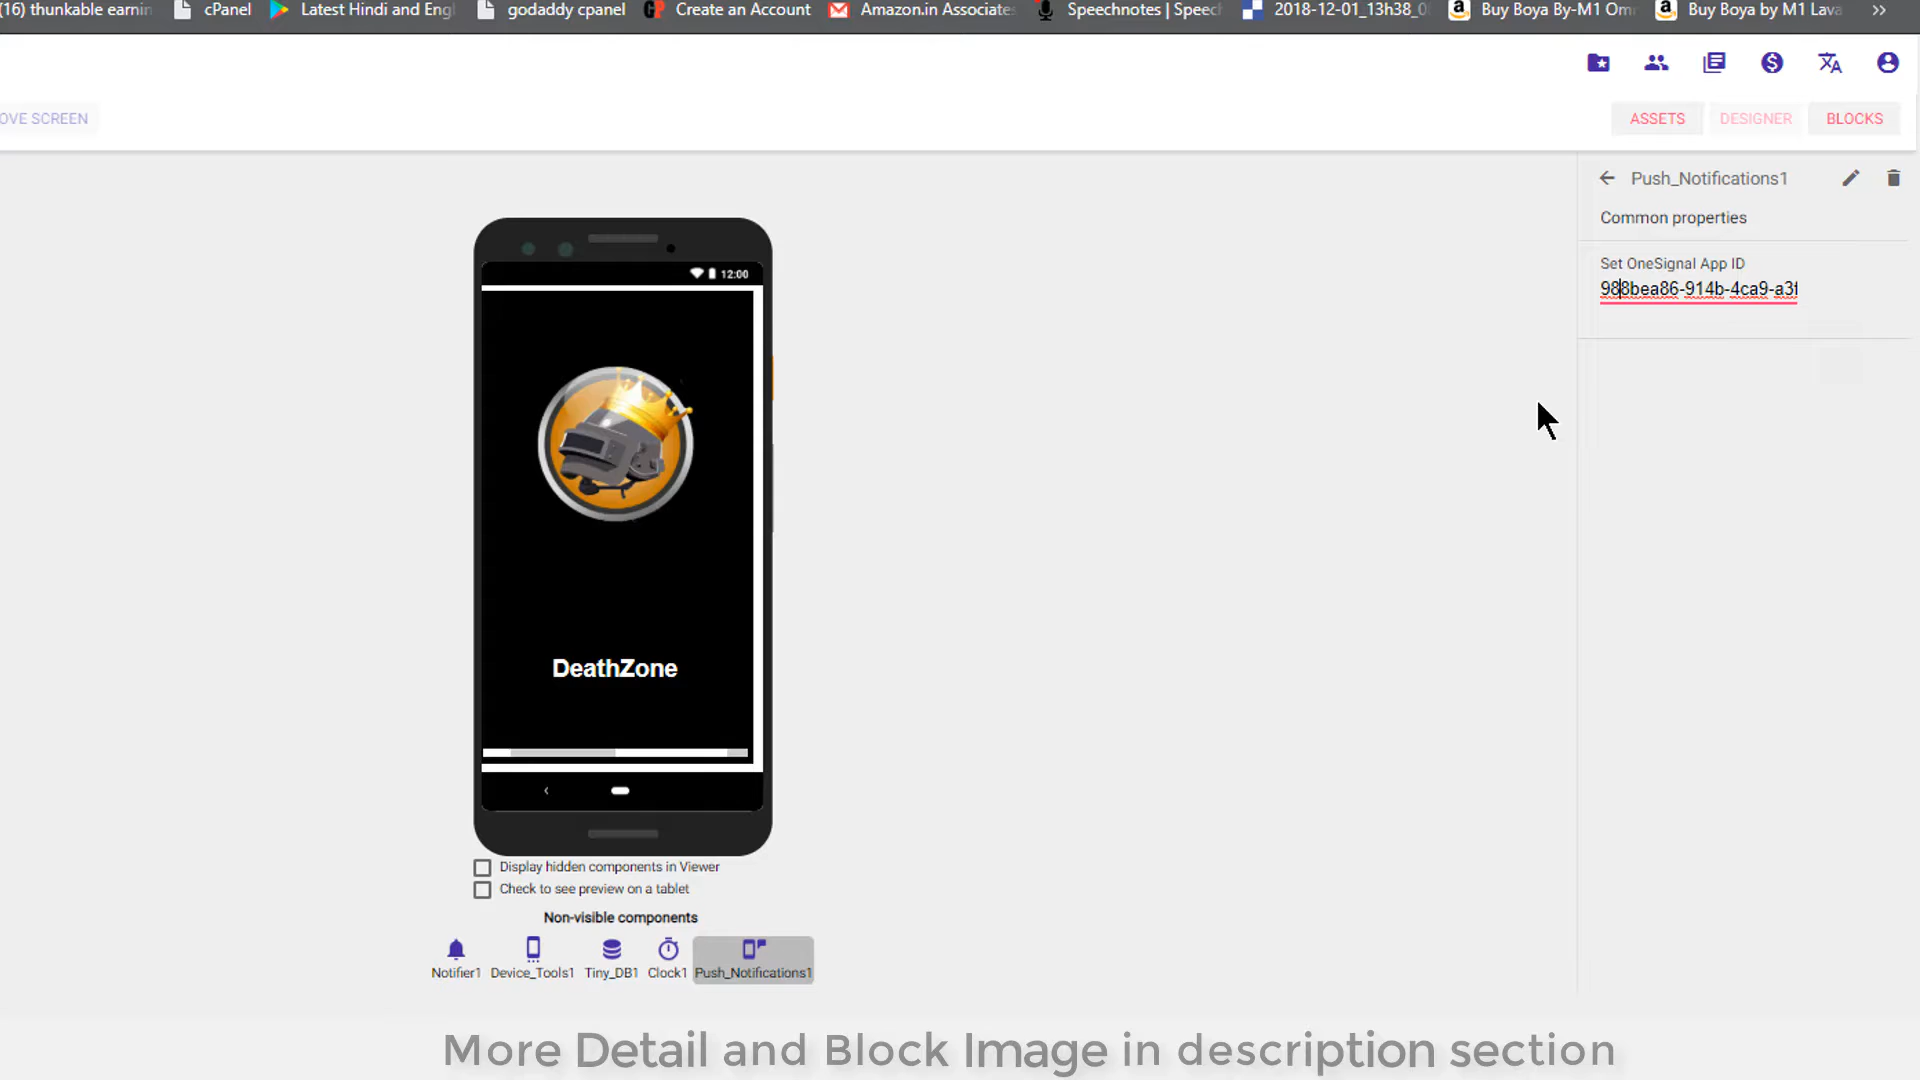 (16) thunkable earnin cPanel Latest Hindi and Engl godaddy cpanel Create an Account Amazon.in Associates Speechnotes | Speech 2018-12-01_13h38_0 Buy Boya By-M1 Om Buy Boya by M1 Lava »
OVE SCREEN ASSETS DESIGNER BLOCKS
Push_Notifications1
Common properties
Set OneSignal App ID
988bea86-914b-4ca9-a3f
12:00
DeathZone
Display hidden components in Viewer
Check to see preview on a tablet
Non-visible components
Notifier1 Device_Tools1 Tiny_DB1 Clock1 Push_Notifications1
More Detail and Block Image in description section